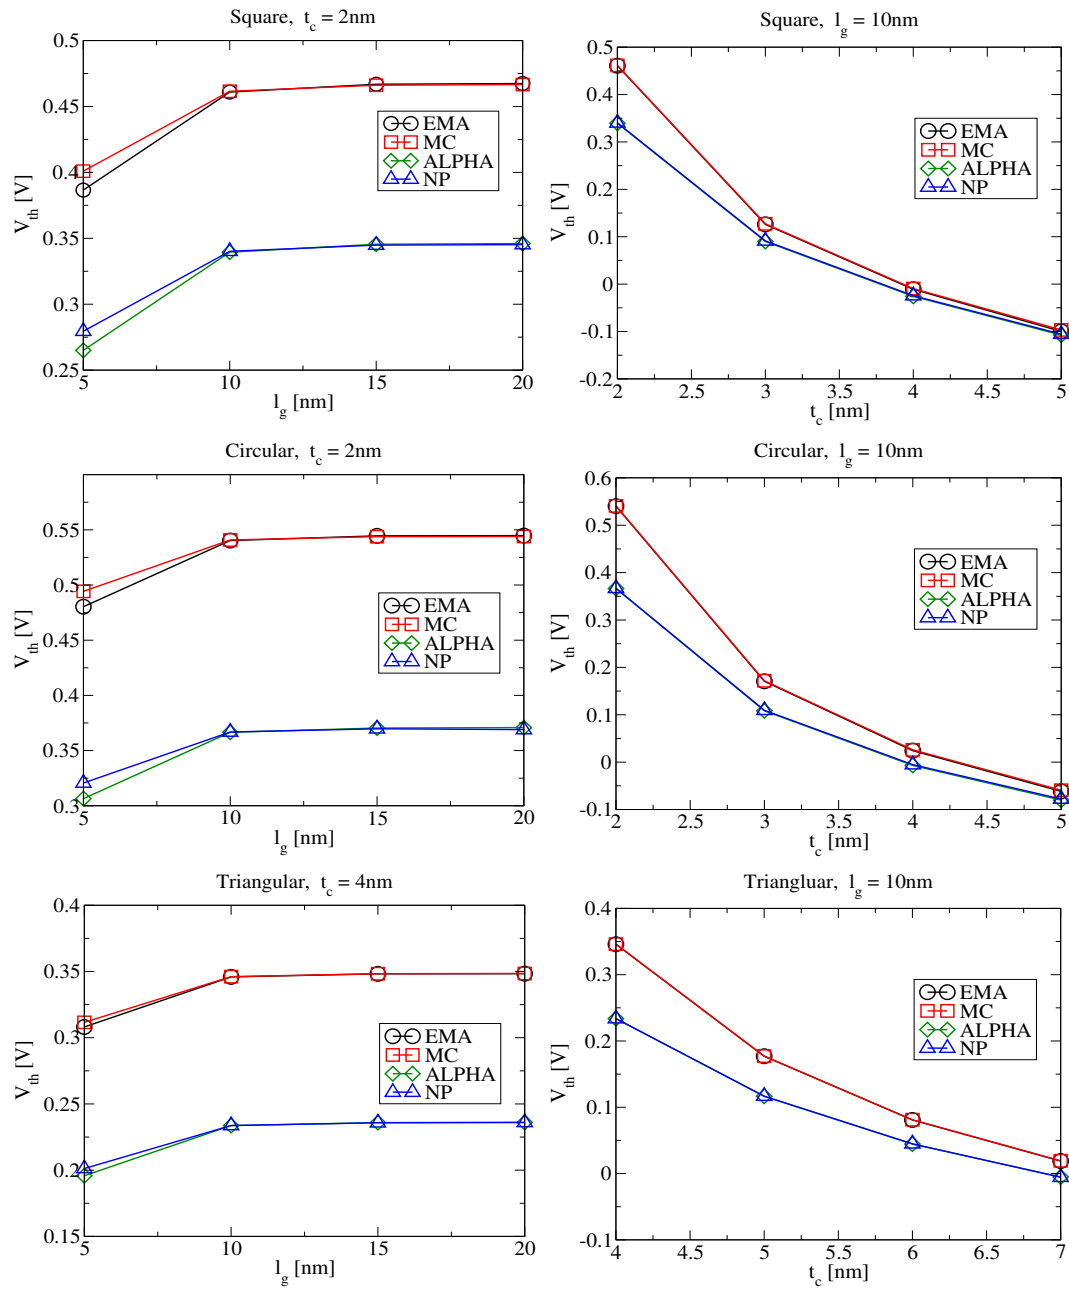 Square, t_c = 2nm
0.5
0.45
0.4
0.35
0.3
0.25
V_th [V]
EMA
MC
ALPHA
NP
5 10 15 20
l_g [nm]
Square, l_g = 10nm
0.5
0.4
0.3
0.2
0.1
0
-0.1
-0.2
V_th [V]
EMA
MC
ALPHA
NP
2 2.5 3 3.5 4 4.5 5
t_c [nm]
Circular, t_c = 2nm
0.55
0.5
0.45
0.4
0.35
0.3
V_th [V]
EMA
MC
ALPHA
NP
5 10 15 20
l_g [nm]
Circular, l_g = 10nm
0.6
0.5
0.4
0.3
0.2
0.1
0
-0.1
V_th [V]
EMA
MC
ALPHA
NP
2 2.5 3 3.5 4 4.5 5
t_c [nm]
Triangular, t_c = 4nm
0.4
0.35
0.3
0.25
0.2
0.15
V_th [V]
EMA
MC
ALPHA
NP
5 10 15 20
l_g [nm]
Triangluar, l_g = 10nm
0.4
0.3
0.2
0.1
0
-0.1
V_th [V]
EMA
MC
ALPHA
NP
4 4.5 5 5.5 6 6.5 7
t_c [nm]